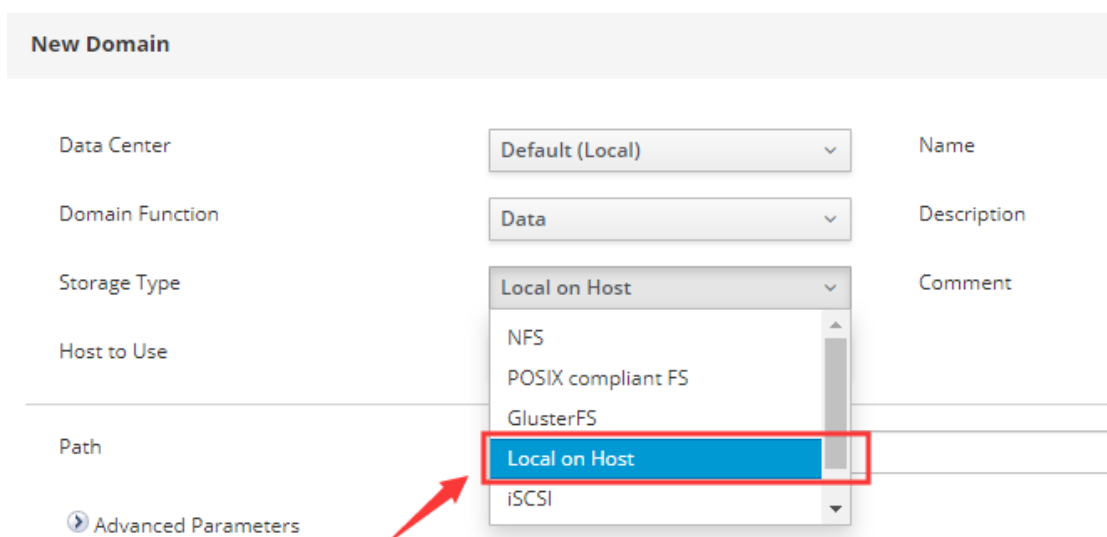 New Domain
Data Center
Default (Local)
Name
Domain Function
Data
Description
Storage Type
Local on Host
Comment
NFS
Host to Use
POSIX compliant FS
GlusterFS
Path
Local on Host
iSCSI
Advanced Parameters